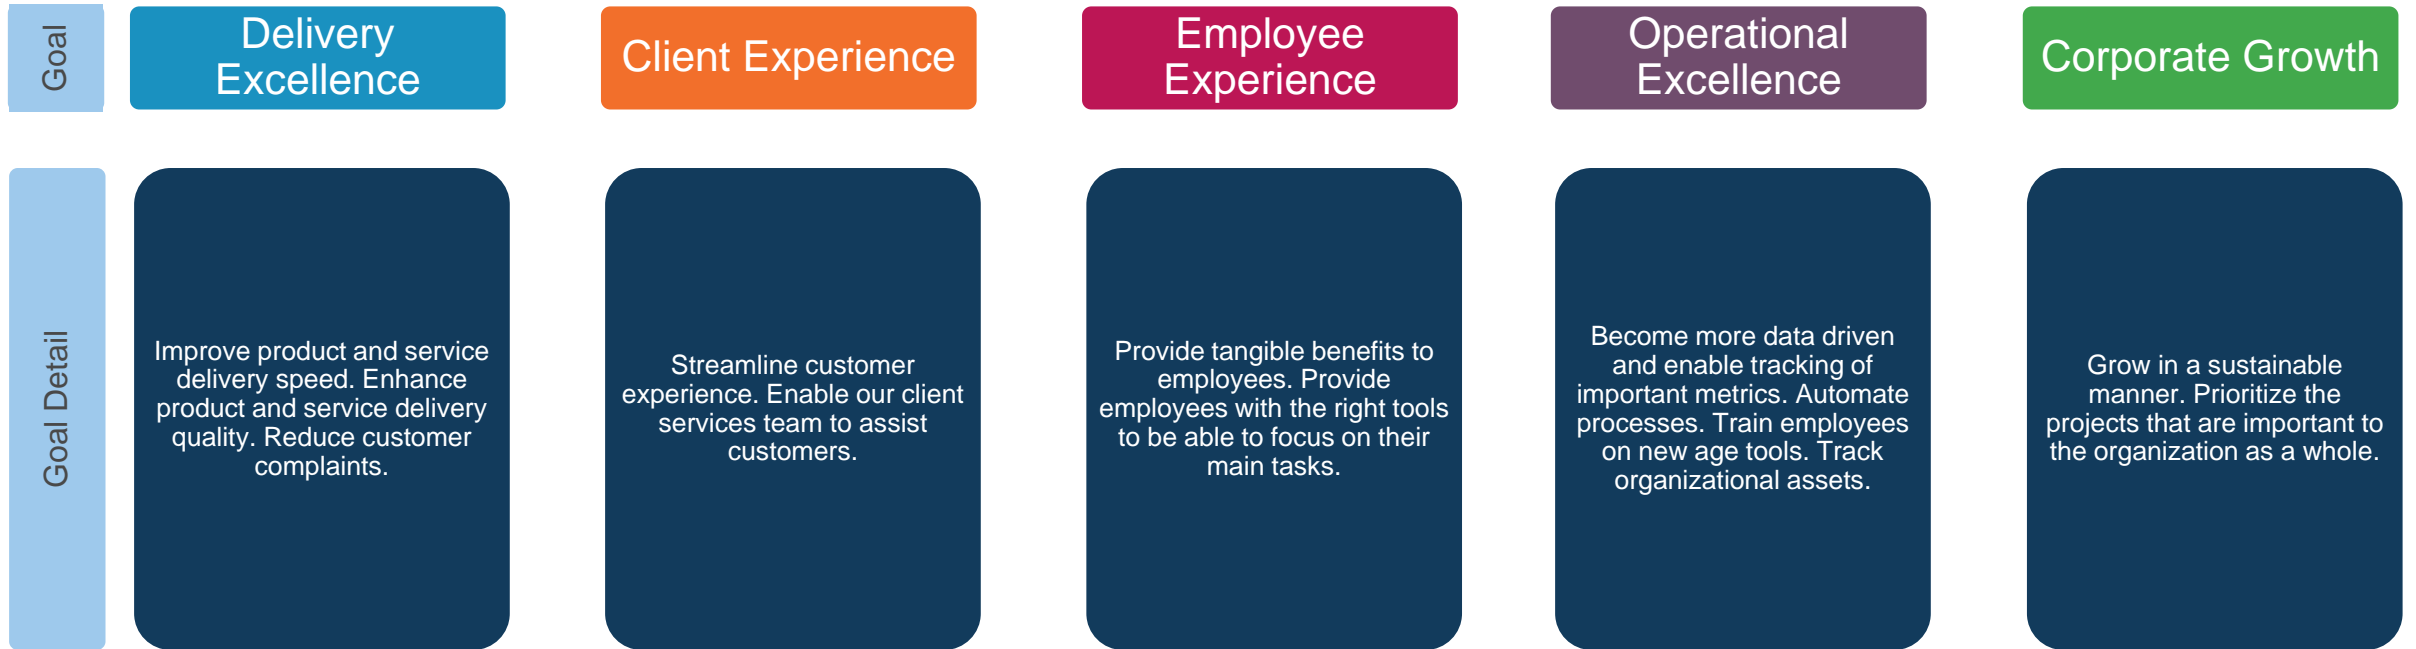 Goal
Delivery
Excellence
Client Experience
Employee
Experience
Operational
Excellence
Corporate Growth
Goal Detail
Improve product and service
delivery speed. Enhance
product and service delivery
quality. Reduce customer
complaints.
Streamline customer
experience. Enable our client
services team to assist
customers.
Provide tangible benefits to
employees. Provide
employees with the right tools
to be able to focus on their
main tasks.
Become more data driven
and enable tracking of
important metrics. Automate
processes. Train employees
on new age tools. Track
organizational assets.
Grow in a sustainable
manner. Prioritize the
projects that are important to
the organization as a whole.